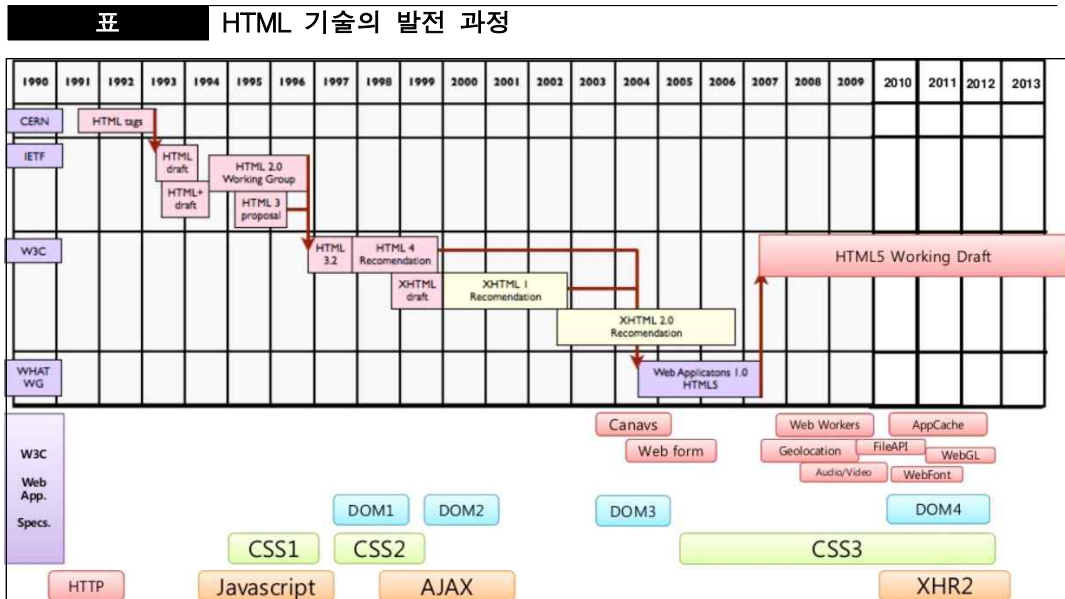 표 HTML 기술의 발전 과정
1990 1991 1992 1993 1994 1995 1996 1997 1998 1999 2000 2001 2002 2003 2004 2005 2006 2007 2008 2009 2010 2011 2012 2013
CERN
HTML tags
IETF
HTML
draft
HTML 2.0
Working Group
HTML+
draft
HTML 3
proposal
W3C
HTML
3.2
HTML 4
Recomendation
HTML5 Working Draft
XHTML
draft
XHTML 1
Recomendation
XHTML 2.0
Recomendation
WHAT
WG
Web Applicatons 1.0
HTML5
W3C
Web
App.
Specs.
Canavs
Web Workers
AppCache
Web form
Geolocation
FileAPI
WebGL
Audio/Video
WebFont
DOM1
DOM2
DOM3
DOM4
CSS1
CSS2
CSS3
HTTP
Javascript
AJAX
XHR2